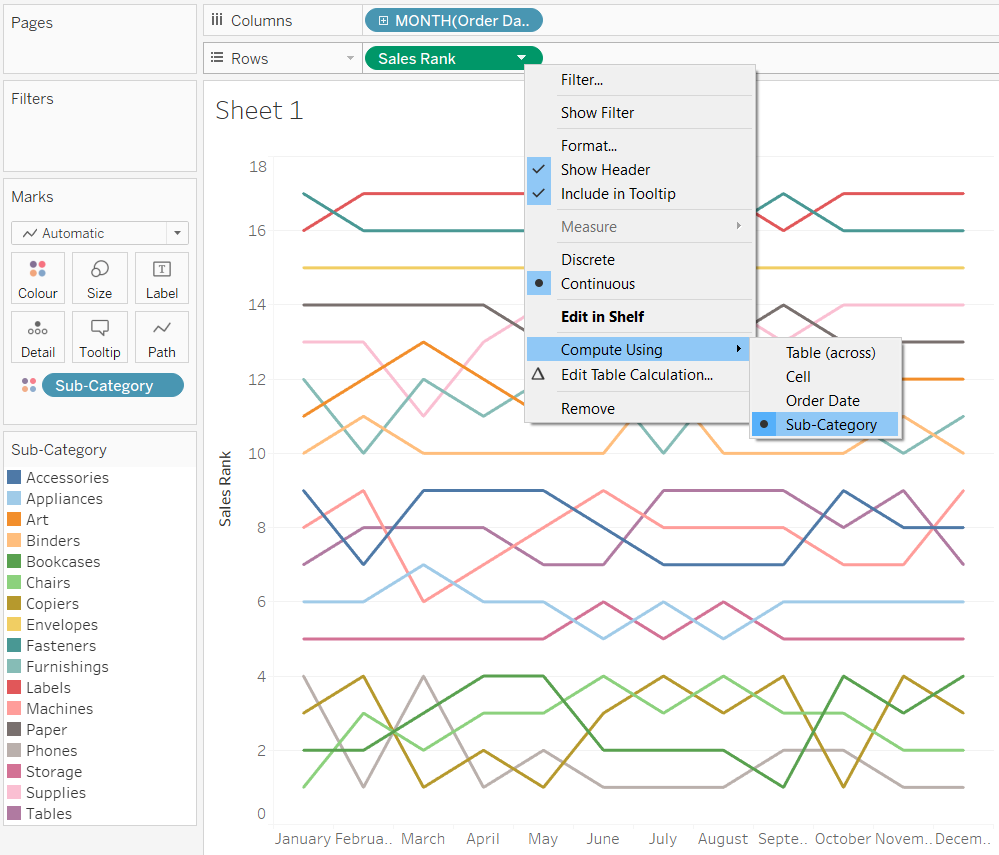 Pages
Columns
MONTH(Order Da..
Rows
Sales Rank
Filters
Marks
Automatic
Colour
Size
Label
Detail
Tooltip
Path
Sub-Category
Sub-Category
Accessories
Appliances
Art
Binders
Bookcases
Chairs
Copiers
Envelopes
Fasteners
Furnishings
Labels
Machines
Paper
Phones
Storage
Supplies
Tables
Sheet 1
Filter...
Show Filter
Format...
Show Header
Include in Tooltip
Measure
Discrete
Continuous
Edit in Shelf
Compute Using
Edit Table Calculation...
Remove
Table (across)
Cell
Order Date
Sub-Category
Sales Rank
18
16
14
12
10
8
6
4
2
0
January Februa.. March April May June July August Septe.. October Novem.. Decem..